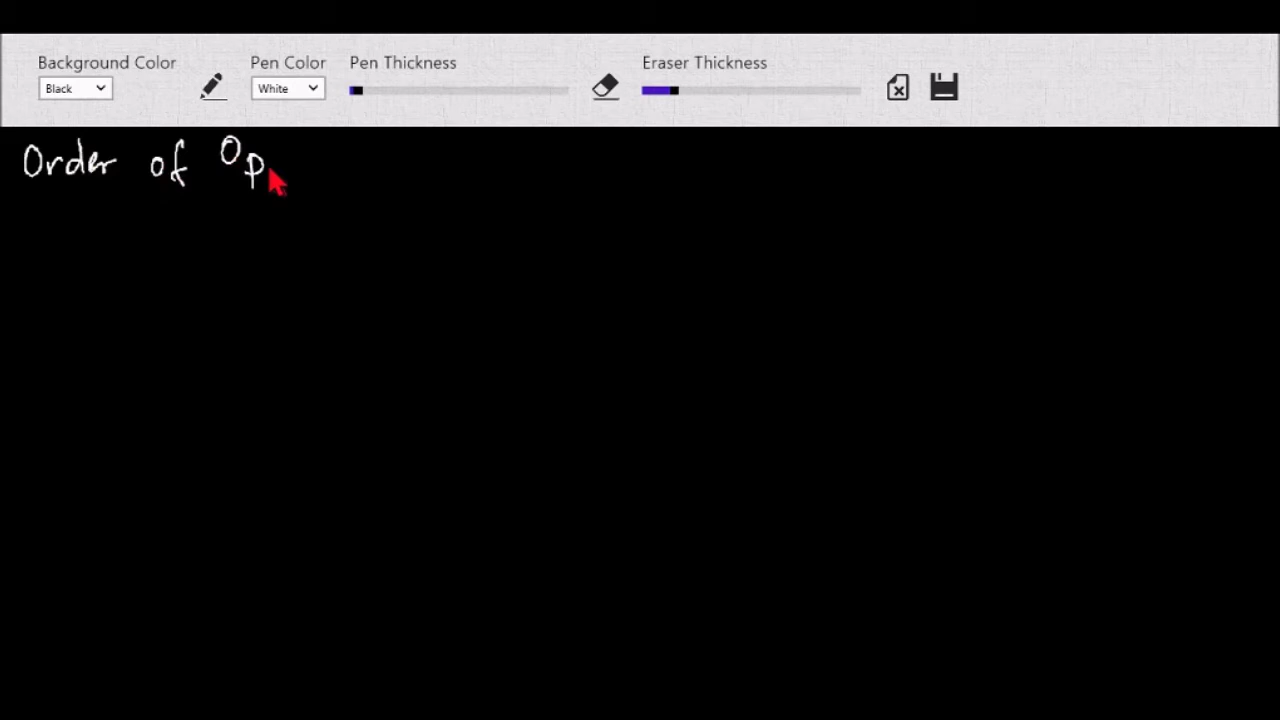 Background Color Pen Color Pen Thickness Eraser Thickness
Black White
Order of Op